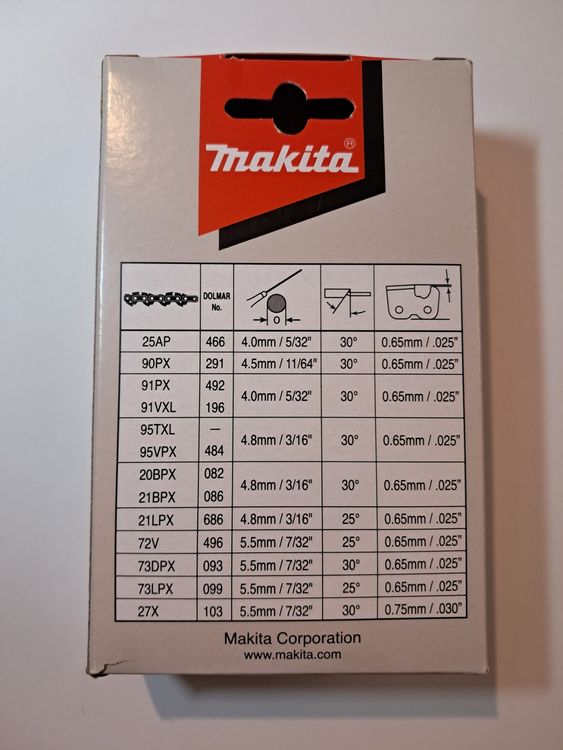 makita®
DOLMAR
No.
O
25AP 466 4.0mm / 5/32" 30° 0.65mm / .025"
90PX 291 4.5mm / 11/64" 30° 0.65mm / .025"
91PX 492
4.0mm / 5/32" 30° 0.65mm / .025"
91VXL 196
95TXL —
4.8mm / 3/16" 30° 0.65mm / .025"
95VPX 484
20BPX 082
4.8mm / 3/16" 30° 0.65mm / .025"
21BPX 086
21LPX 686 4.8mm / 3/16" 25° 0.65mm / .025"
72V 496 5.5mm / 7/32" 25° 0.65mm / .025"
73DPX 093 5.5mm / 7/32" 30° 0.65mm / .025"
73LPX 099 5.5mm / 7/32" 25° 0.65mm / .025"
27X 103 5.5mm / 7/32" 30° 0.75mm / .030"
Makita Corporation
www.makita.com